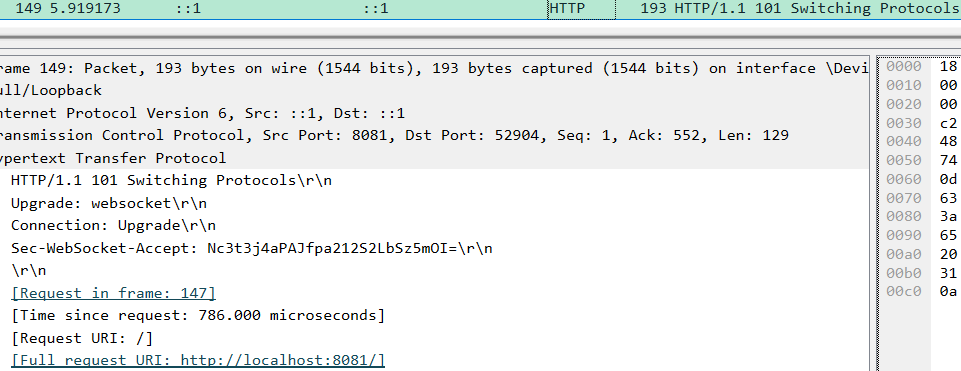 149 5.919173 ::1 ::1 HTTP 193 HTTP/1.1 101 Switching Protocols
rame 149: Packet, 193 bytes on wire (1544 bits), 193 bytes captured (1544 bits) on interface \Devi
ull/Loopback
nternet Protocol Version 6, Src: ::1, Dst: ::1
ransmission Control Protocol, Src Port: 8081, Dst Port: 52904, Seq: 1, Ack: 552, Len: 129
ypertext Transfer Protocol
HTTP/1.1 101 Switching Protocols\r\n
Upgrade: websocket\r\n
Connection: Upgrade\r\n
Sec-WebSocket-Accept: Nc3t3j4aPAJfpa212S2LbSz5mOI=\r\n
\r\n
[Request in frame: 147]
[Time since request: 786.000 microseconds]
[Request URI: /]
[Full request URI: http://localhost:8081/]
0000 18
0010 00
0020 00
0030 c2
0040 48
0050 74
0060 0d
0070 63
0080 3a
0090 65
00a0 20
00b0 31
00c0 0a